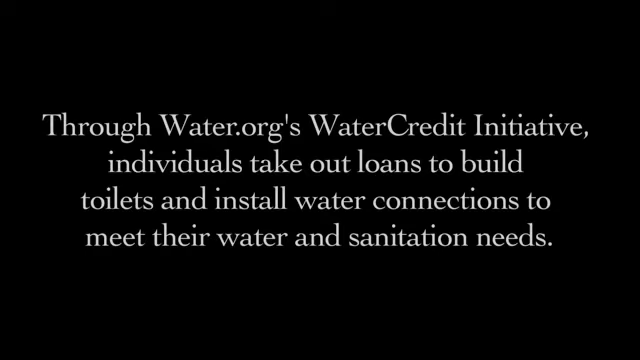 Through Water.org's WaterCredit Initiative,
individuals take out loans to build
toilets and install water connections to
meet their water and sanitation needs.